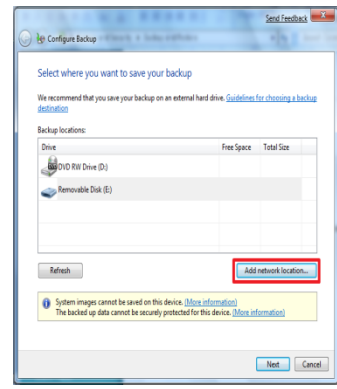 Send Feedback
Configure Backup
Select where you want to save your backup
We recommend that you save your backup on an external hard drive. Guidelines for choosing a backup
destination
Backup locations:
Drive Free Space Total Size
DVD RW Drive (D:)
Removable Disk (E:)
Refresh Add network location...
System images cannot be saved on this device. (More information)
The backed up data cannot be securely protected for this device. (More information)
Next Cancel